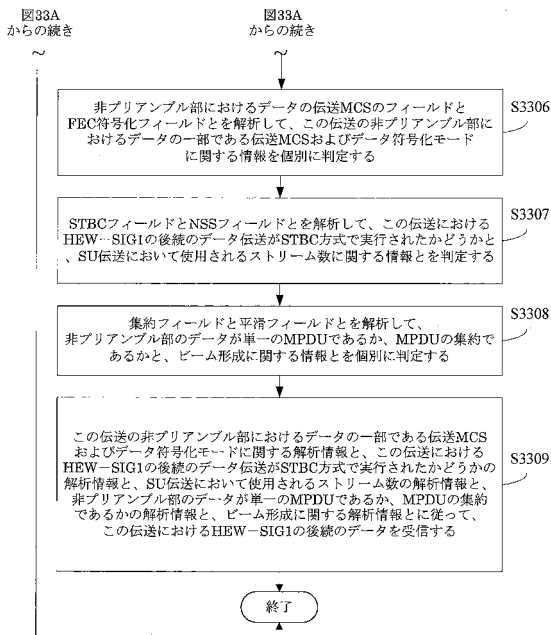 図33A
からの続き
図33A
からの続き
非プリアンブル部におけるデータの伝送MCSのフィールドと
FEC符号化フィールドとを解析して、この伝送の非プリアンブル部に
おけるデータの一部である伝送MCSおよびデータ符号化モード
に関する情報を個別に判定する
S3306
STBCフィールドとNSSフィールドとを解析して、この伝送における
HEW-SIG1の後続のデータ伝送がSTBC方式で実行されたかどうかと
、SU伝送において使用されるストリーム数に関する情報とを判定する
S3307
集約フィールドと平滑フィールドとを解析して、
非プリアンブル部のデータが単一のMPDUであるか、MPDUの集約で
あるかと、ビーム形成に関する情報とを個別に判定する
S3308
この伝送の非プリアンブル部におけるデータの一部である伝送MCS
およびデータ符号化モードに関する解析情報と、この伝送における
HEW-SIG1の後続のデータ伝送がSTBC方式で実行されたかどうかの
解析情報と、SU伝送において使用されるストリーム数の解析情報と、
非プリアンブル部のデータが単一のMPDUであるか、MPDUの集約
であるかの解析情報と、ビーム形成に関する解析情報とに従って、
この伝送におけるHEW-SIG1の後続のデータを受信する
S3309
終了